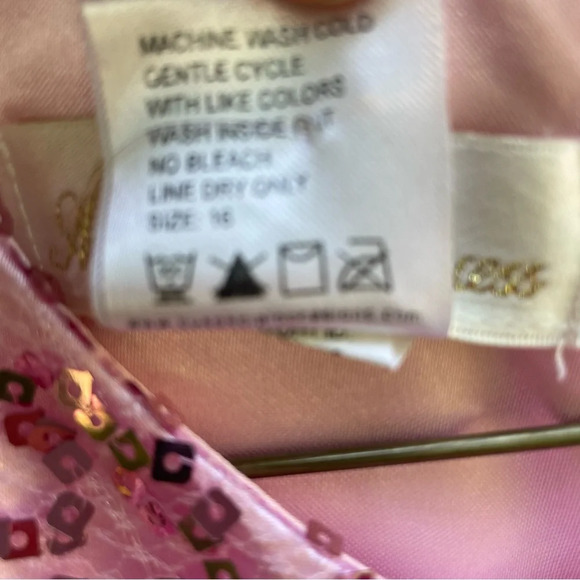 MACHINE WASH COLD
GENTLE CYCLE
WITH LIKE COLORS
WASH INSIDE OUT
NO BLEACH
LINE DRY ONLY
SIZE: 16